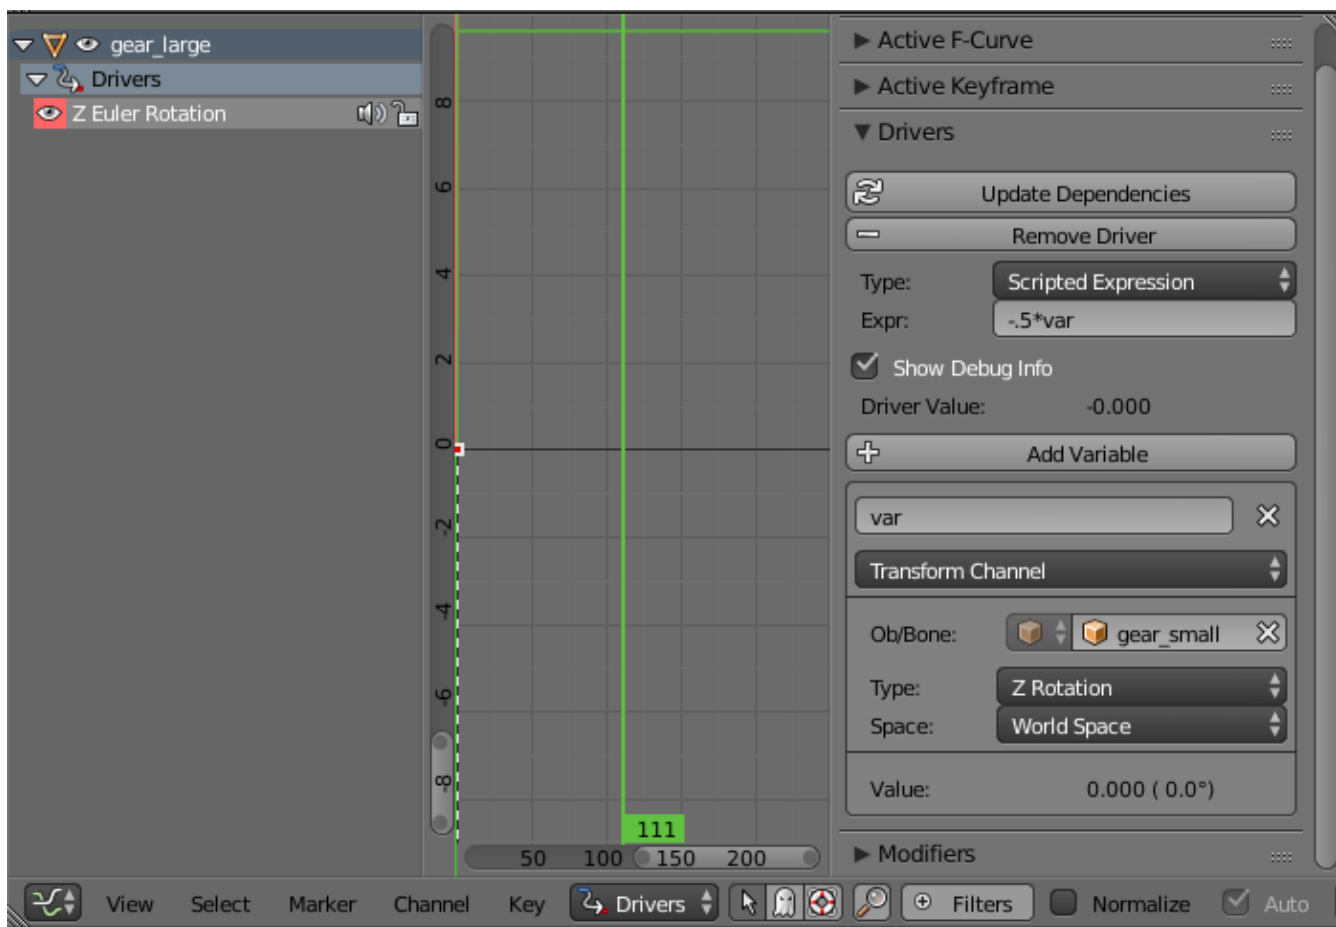 gear_large
Drivers
Z Euler Rotation
8
6
4
2
0
-2
-4
-6
-8
111
50 100 150 200
Active F-Curve
Active Keyframe
Drivers
Update Dependencies
Remove Driver
Type: Scripted Expression
Expr: -.5*var
Show Debug Info
Driver Value: -0.000
Add Variable
var
Transform Channel
Ob/Bone: gear_small
Type: Z Rotation
Space: World Space
Value: 0.000 ( 0.0°)
Modifiers
View Select Marker Channel Key Drivers Filters Normalize Auto